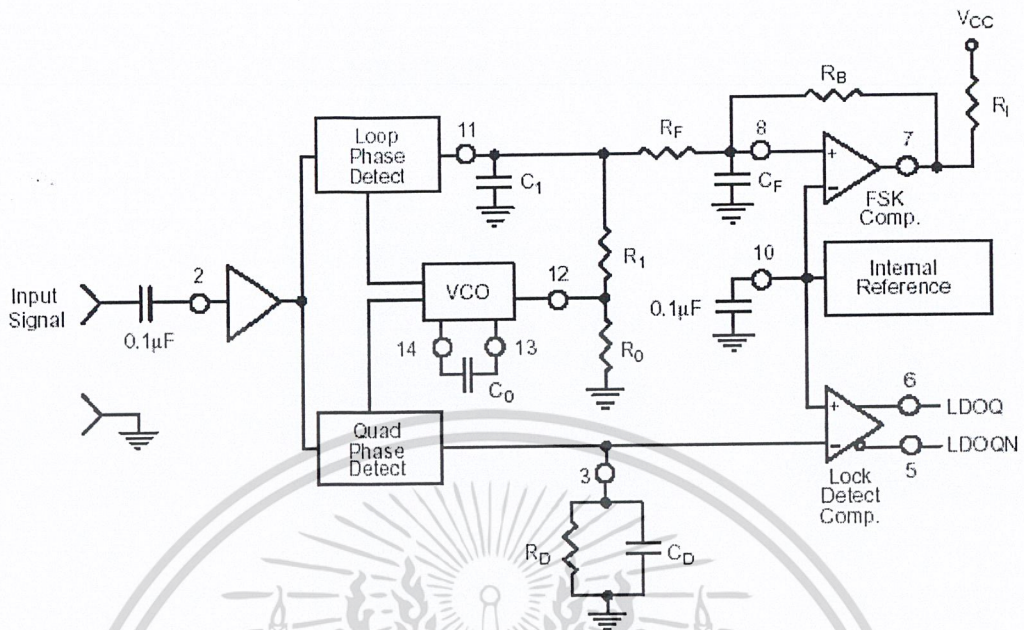 VCC
RB
RI
Loop
Phase
Detect
11
RF
8
7
C1
CF
FSK
Comp.
Input
Signal
2
0.1µF
VCO
12
R1
10
0.1µF
Internal
Reference
14
13
C0
R0
Quad
Phase
Detect
3
6
LDOQ
LDOQN
5
Lock
Detect
Comp.
RD
CD